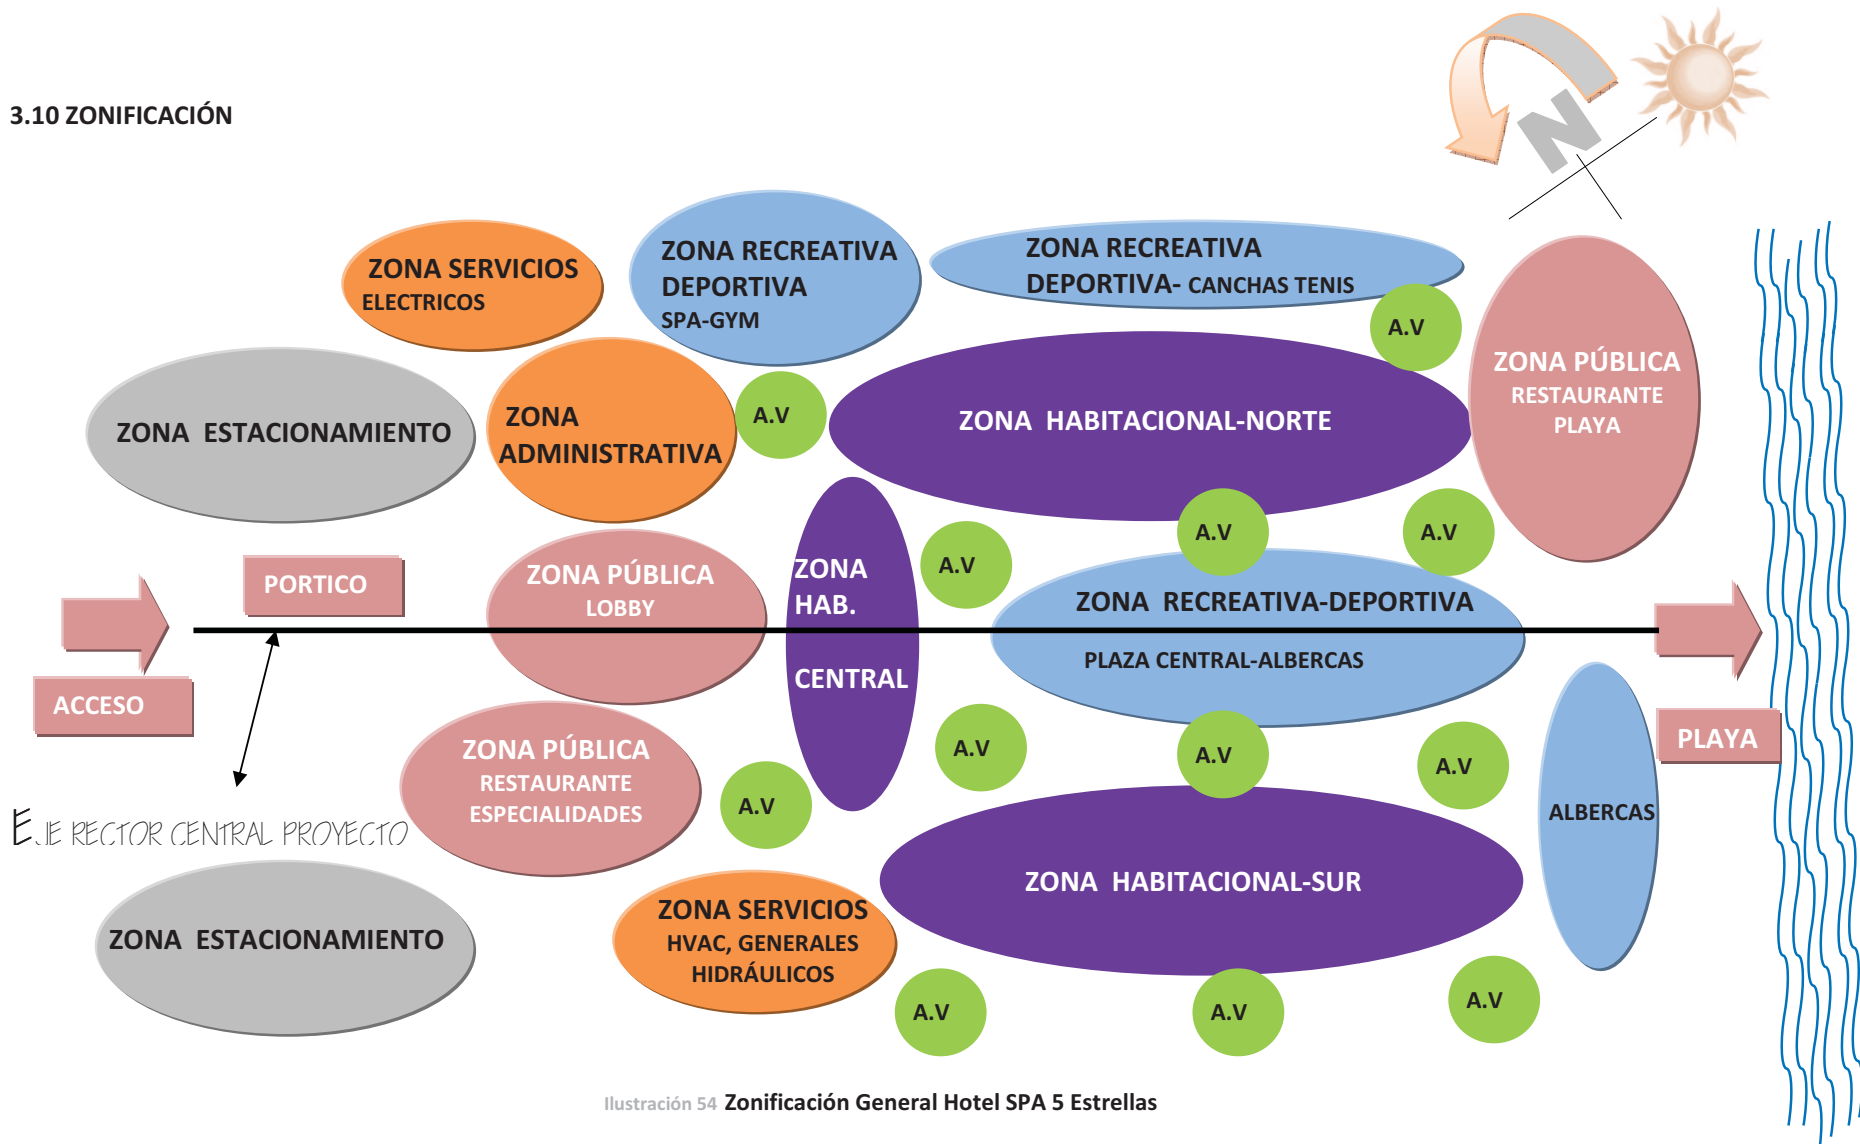 3.10 ZONIFICACIÓN
N
ZONA SERVICIOS
ELECTRICOS
ZONA RECREATIVA
DEPORTIVA
SPA-GYM
ZONA RECREATIVA
DEPORTIVA- CANCHAS TENIS
A.V
ZONA PÚBLICA
RESTAURANTE
PLAYA
ZONA ESTACIONAMIENTO
ZONA
ADMINISTRATIVA
A.V
ZONA HABITACIONAL-NORTE
A.V
A.V
A.V
PORTICO
ZONA PÚBLICA
LOBBY
ZONA
HAB.
CENTRAL
ZONA RECREATIVA-DEPORTIVA
PLAZA CENTRAL-ALBERCAS
ACCESO
PLAYA
ZONA PÚBLICA
RESTAURANTE
ESPECIALIDADES
A.V
A.V
A.V
A.V
ALBERCAS
EJE RECTOR CENTRAL PROYECTO
ZONA HABITACIONAL-SUR
ZONA ESTACIONAMIENTO
ZONA SERVICIOS
HVAC, GENERALES
HIDRÁULICOS
A.V
A.V
A.V
Ilustración 54 Zonificación General Hotel SPA 5 Estrellas